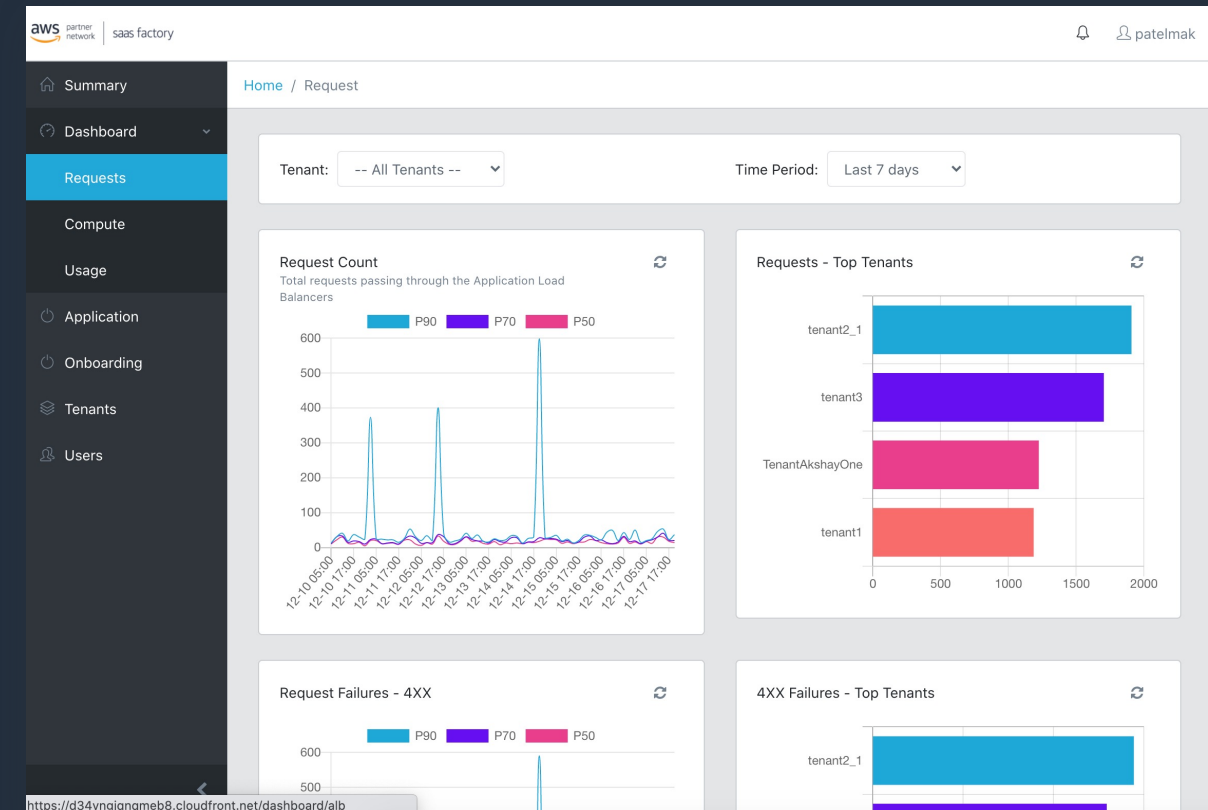 aws partner network saas factory
patelmak
Summary
Dashboard
Requests
Compute
Usage
Application
Onboarding
Tenants
Users
Home / Request
Tenant: -- All Tenants --
Time Period: Last 7 days
Request Count
Total requests passing through the Application Load
Balancers
P90 P70 P50
600
500
400
300
200
100
0
12-10 05:00
12-10 17:00
12-11 05:00
12-11 17:00
12-12 05:00
12-12 17:00
12-13 05:00
12-13 17:00
12-14 05:00
12-14 17:00
12-15 05:00
12-15 17:00
12-16 05:00
12-16 17:00
12-17 05:00
12-17 17:00
Requests - Top Tenants
tenant2_1
tenant3
TenantAkshayOne
tenant1
0 500 1000 1500 2000
Request Failures - 4XX
P90 P70 P50
600
500
4XX Failures - Top Tenants
tenant2_1